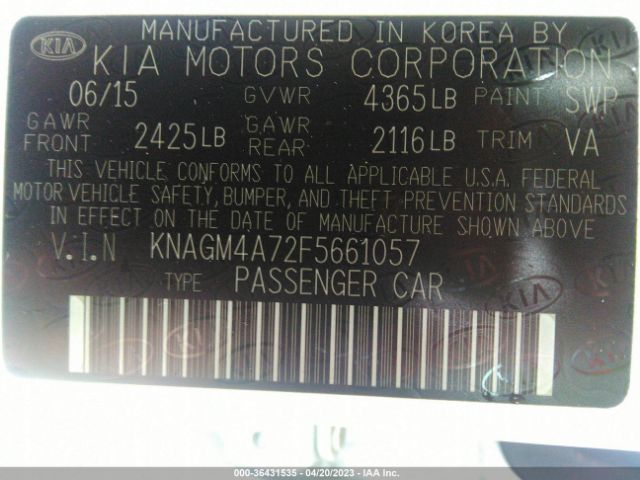 MANUFACTURED IN KOREA BY
KIA KIA MOTORS CORPORATION
06/15 GVWR 4365LB PAINT SWP
GAWR FRONT 2425LB GAWR REAR 2116LB TRIM VA
THIS VEHICLE CONFORMS TO ALL APPLICABLE U.S.A. FEDERAL
MOTOR VEHICLE SAFETY, BUMPER, AND THEFT PREVENTION STANDARDS
IN EFFECT ON THE DATE OF MANUFACTURE SHOWN ABOVE
V.I.N KNAGM4A72F5661057
TYPE PASSENGER CAR
KIA
000-36431535 - 04/20/2023 - IAA Inc.